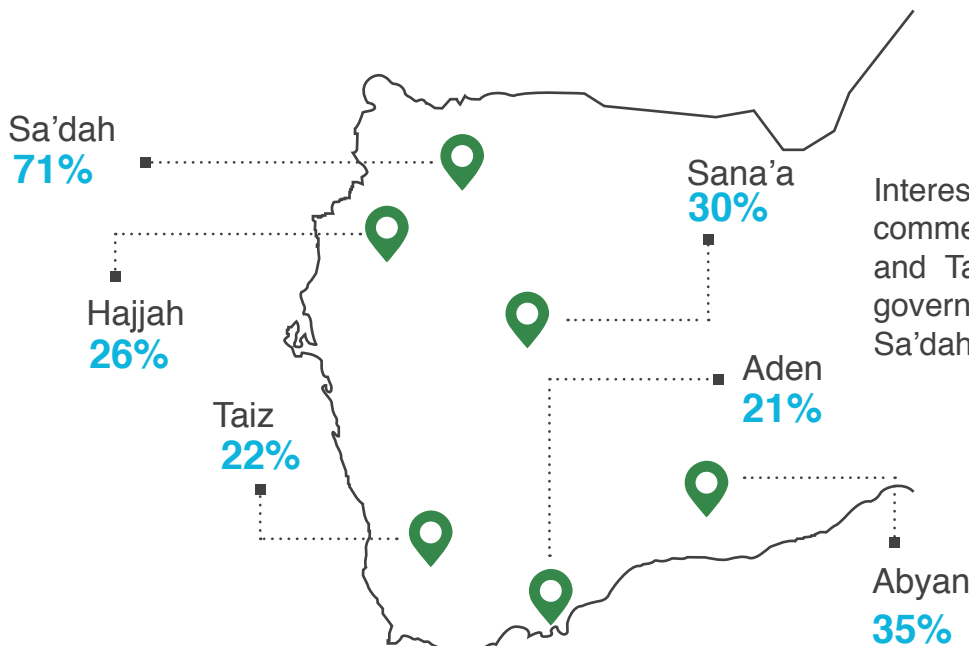 Sa’dah
71%
Hajjah
26%
Taiz
22%
Sana’a
30%
Aden
21%
Abyan
35%
Interes
comme
and Ta
govern
Sa’dah